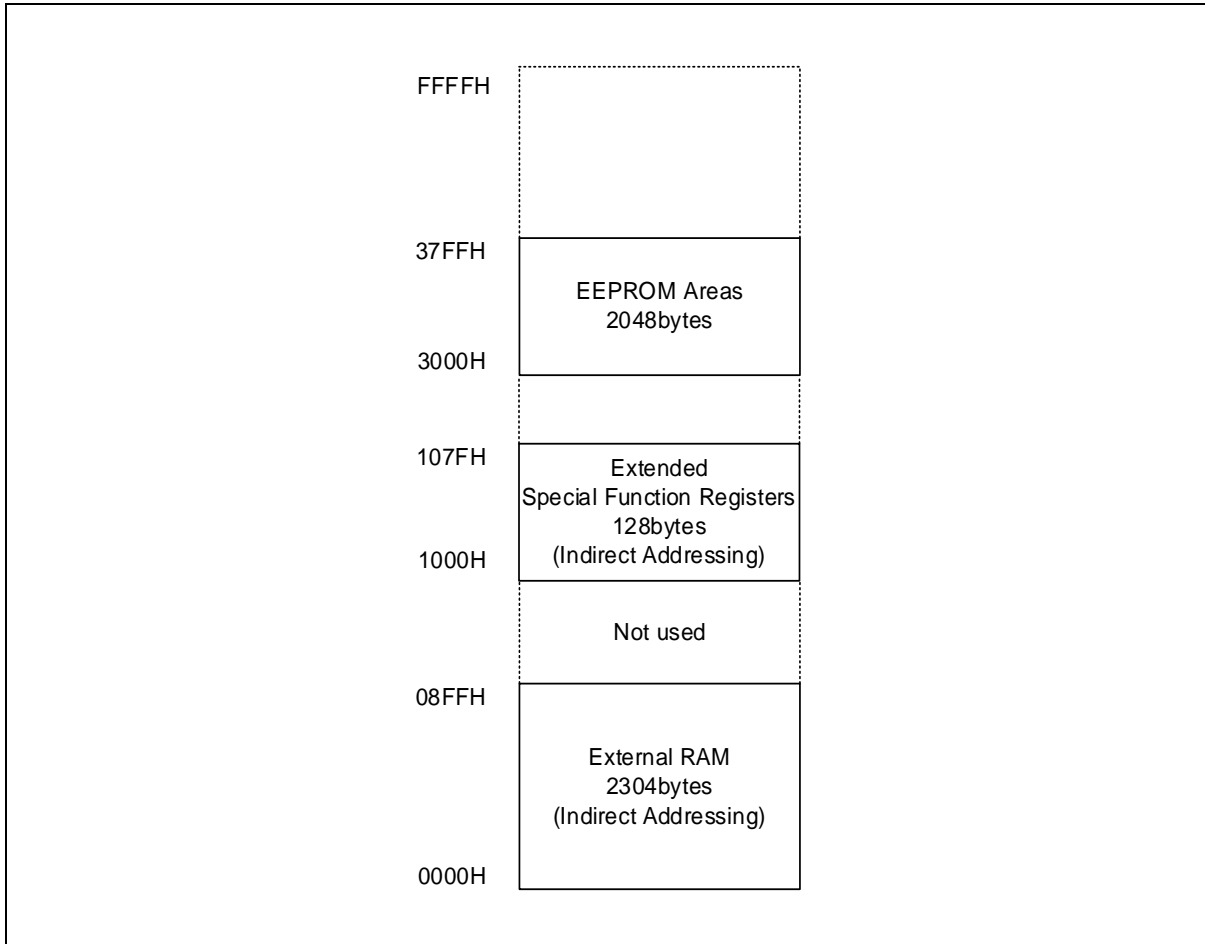 FFFFH
37FFH
EEPROM Areas
2048bytes
3000H
107FH
Extended
Special Function Registers
128bytes
(Indirect Addressing)
1000H
Not used
08FFH
External RAM
2304bytes
(Indirect Addressing)
0000H